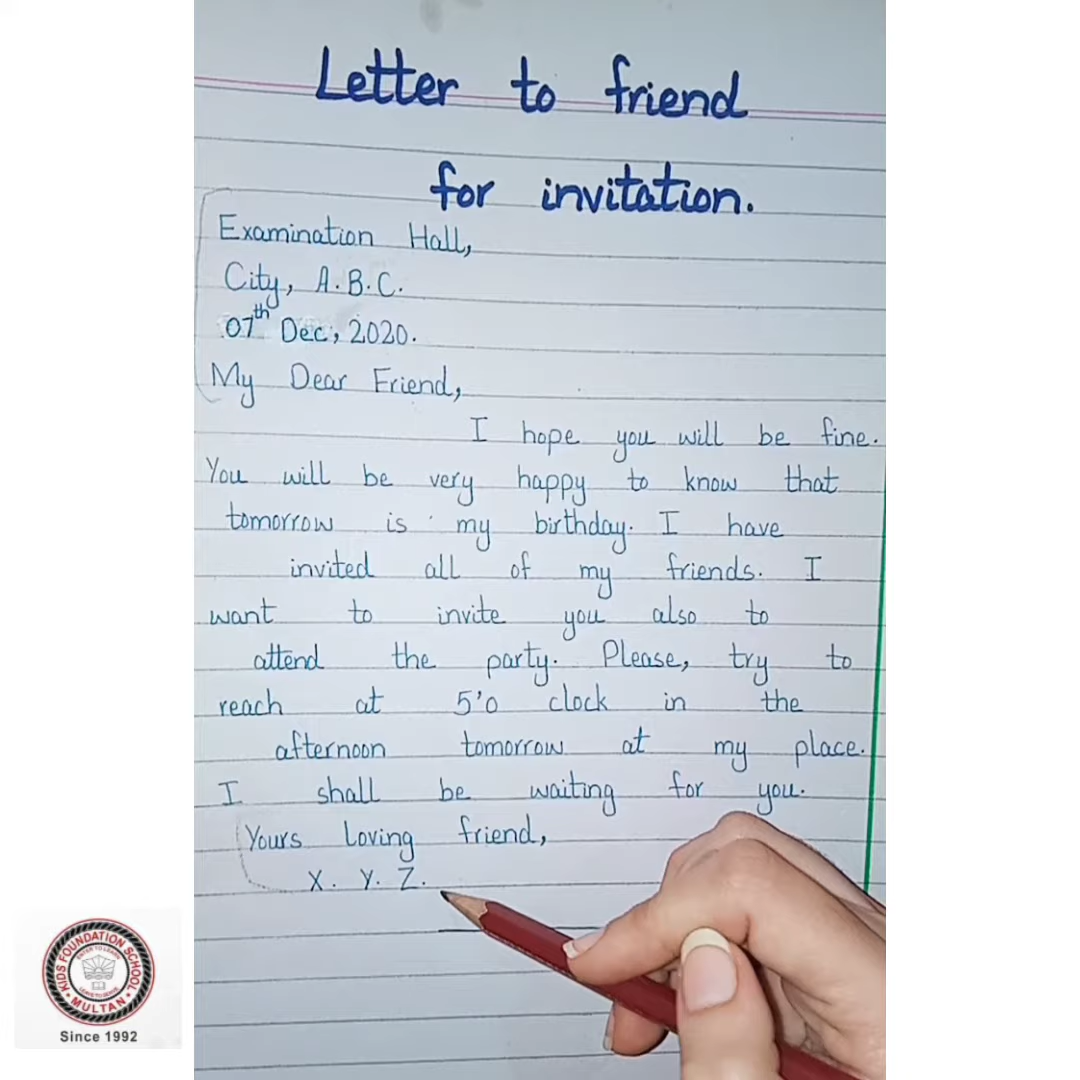 Letter to friend
for invitation.
Examination Hall,
City, A.B.C.
07th Dec, 2020.
My Dear Friend,
I hope you will be fine.
You will be very happy to know that
tomorrow is my birthday. I have
invited all of my friends. I
want to invite you also to
attend the party. Please, try to
reach at 5'o clock in the
afternoon tomorrow at my place.
I shall be waiting for you.
Yours loving friend,
X. Y. Z.
KIDS FOUNDATION SCHOOL
MULTAN
ENTER TO LEARN
Since 1992